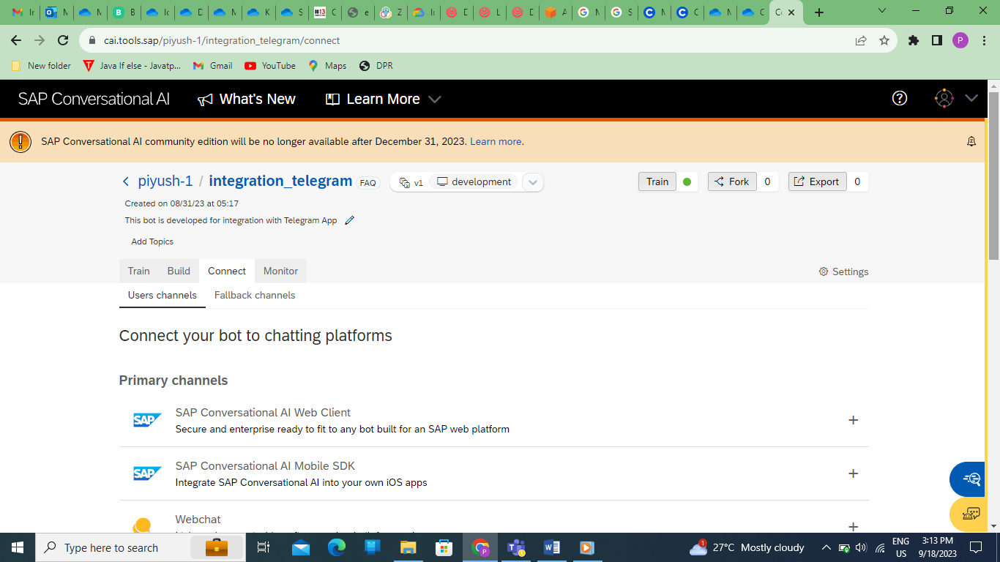 cai.tools.sap/piyush-1/integration_telegram/connect
P
New folder
Java If else - Javatp...
Gmail
YouTube
Maps
DPR
SAP Conversational AI
What's New
Learn More
SAP Conversational AI community edition will be no longer available after December 31, 2023. Learn more.
piyush-1 / integration_telegram FAQ v1 development
Train
Fork 0
Export 0
Created on 08/31/23 at 05:17
This bot is developed for integration with Telegram App
Add Topics
Train Build Connect Monitor
Settings
Users channels Fallback channels
Connect your bot to chatting platforms
Primary channels
SAP
SAP Conversational AI Web Client
Secure and enterprise ready to fit to any bot built for an SAP web platform
SAP
SAP Conversational AI Mobile SDK
Integrate SAP Conversational AI into your own iOS apps
Webchat
Type here to search
1
27°C Mostly cloudy
ENG
US
3:13 PM
9/18/2023